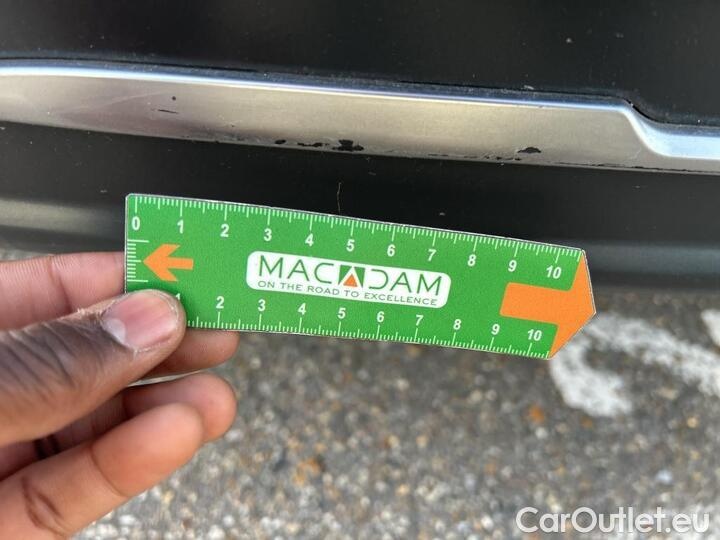 0 1 2 3 4 5 6 7 8 9 10
MACADAM
ON THE ROAD TO EXCELLENCE
1 2 3 4 5 6 7 8 9 10
CarOutlet.eu